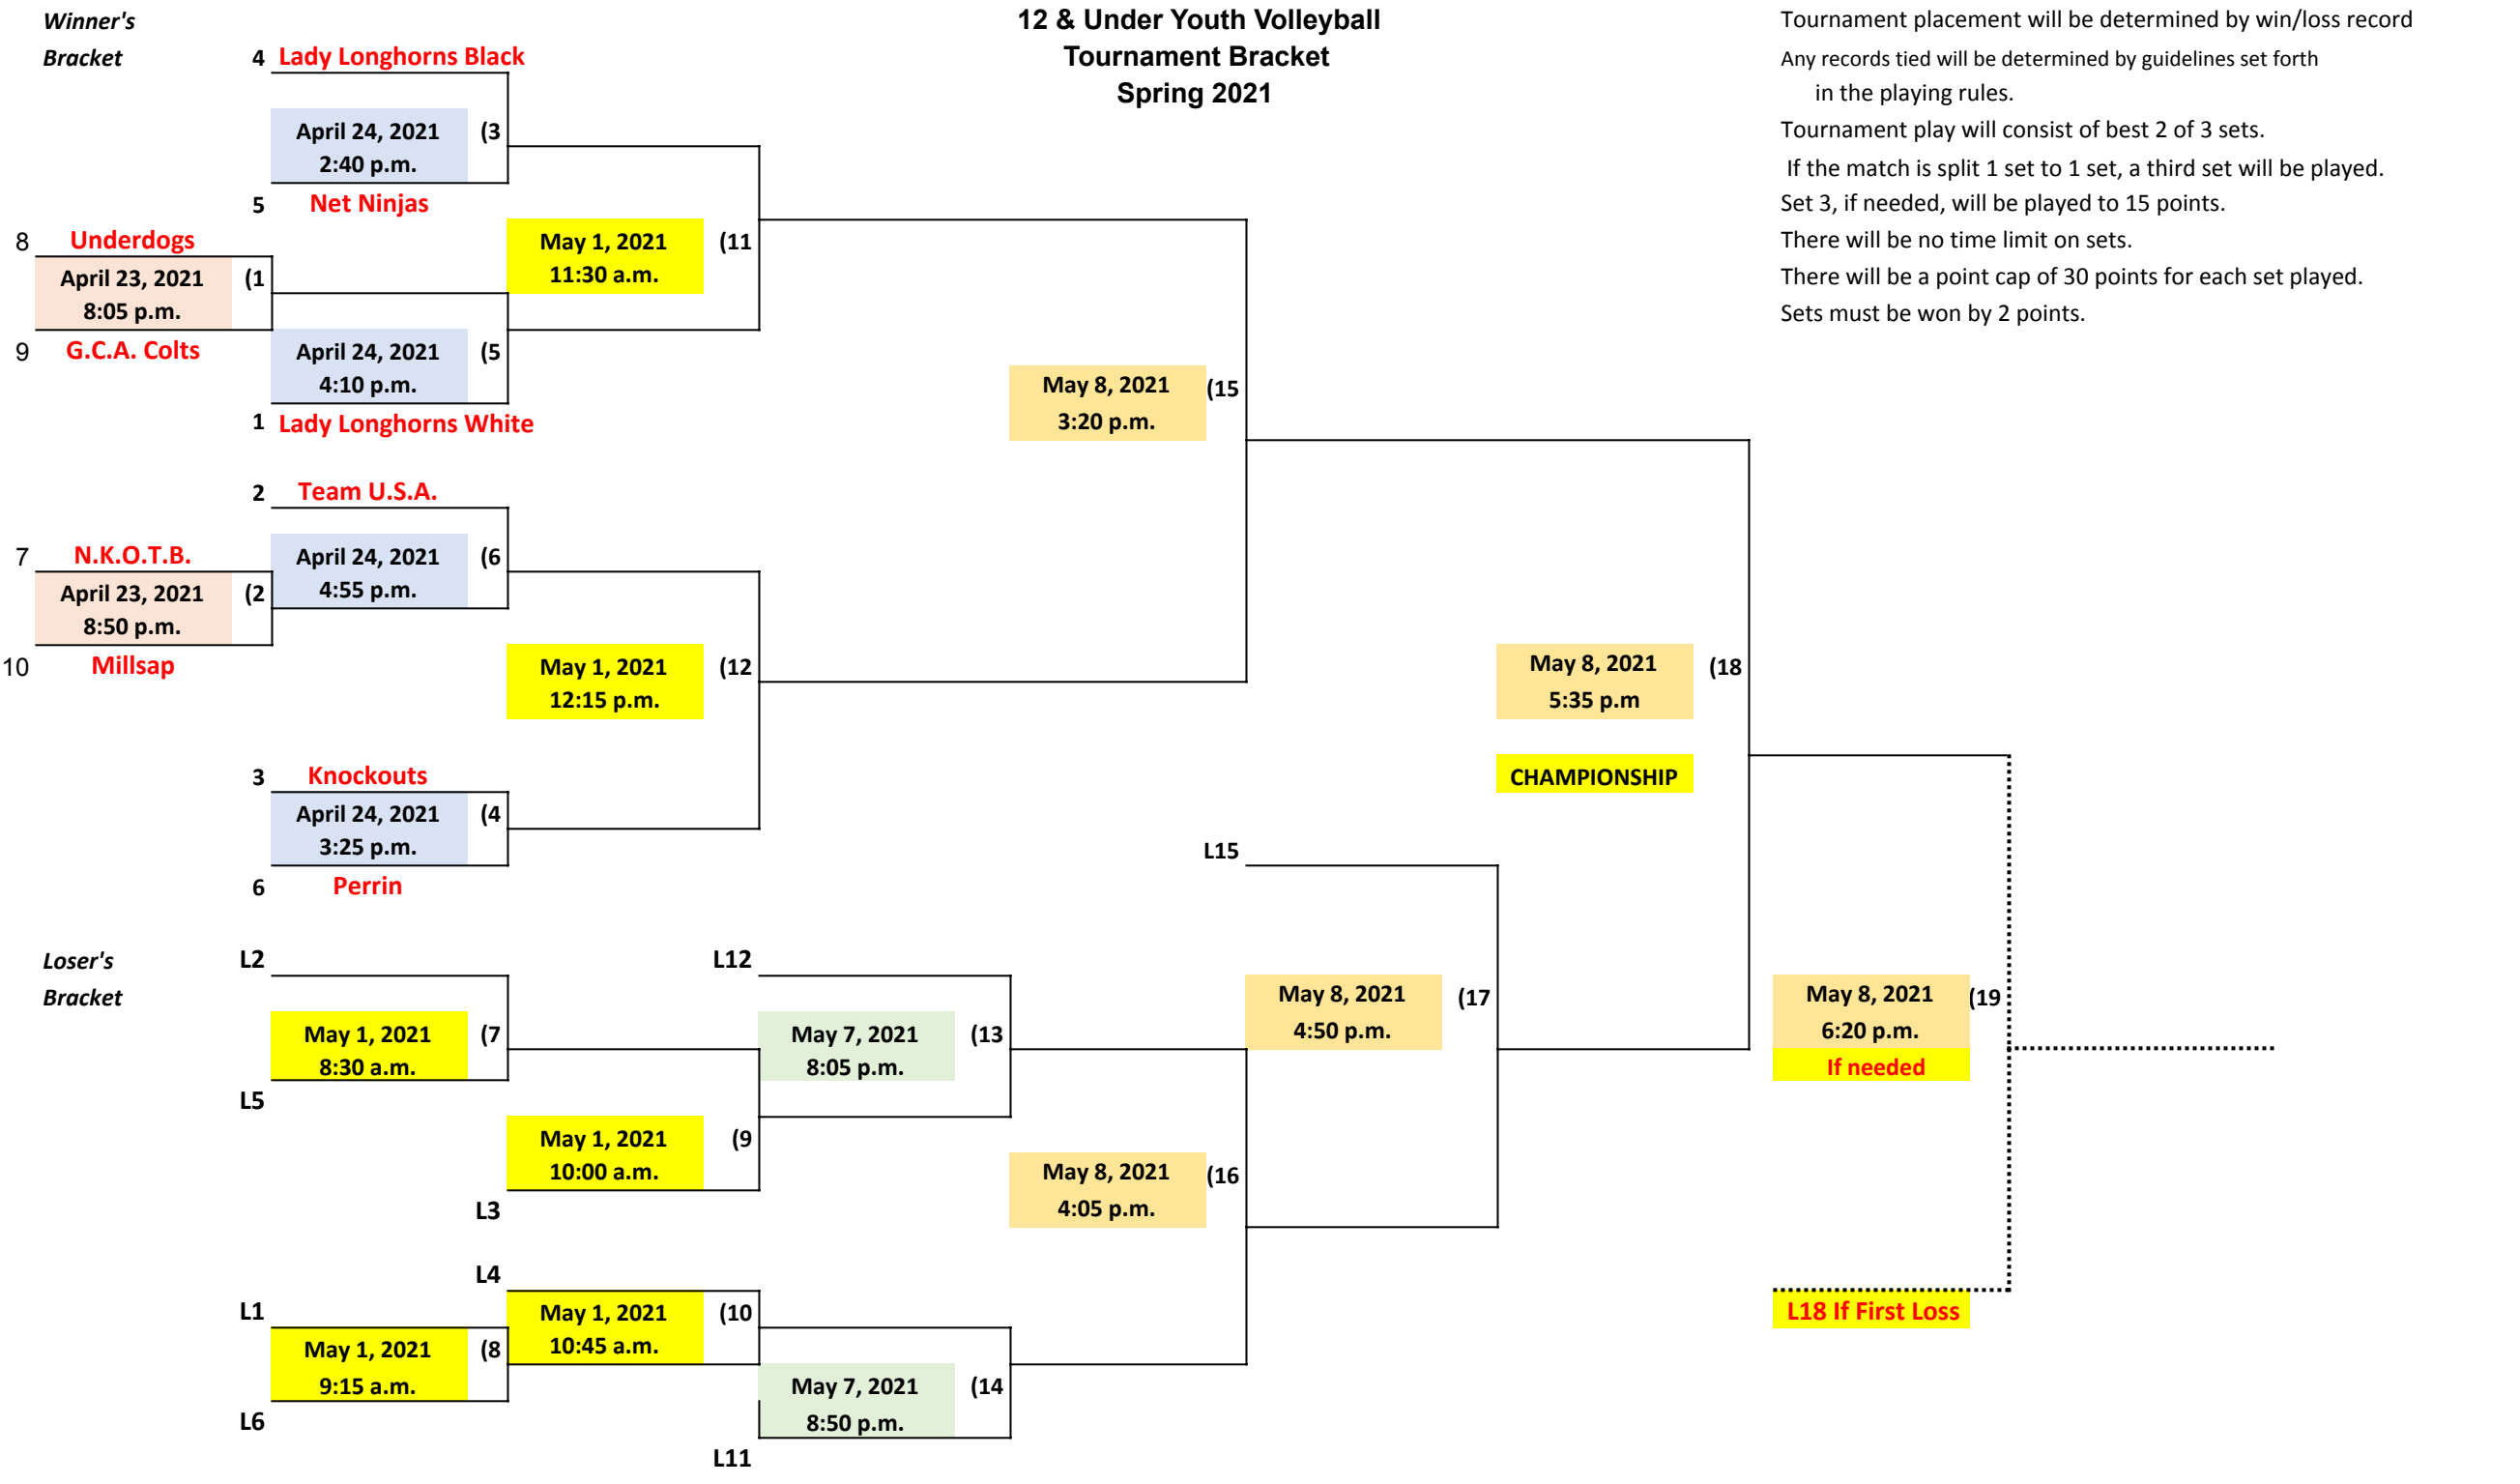 12 & Under Youth Volleyball
Tournament Bracket
Spring 2021
Tournament placement will be determined by win/loss record
Any records tied will be determined by guidelines set forth
in the playing rules.
Tournament play will consist of best 2 of 3 sets.
If the match is split 1 set to 1 set, a third set will be played.
Set 3, if needed, will be played to 15 points.
There will be no time limit on sets.
There will be a point cap of 30 points for each set played.
Sets must be won by 2 points.
Winner's
Bracket
4 Lady Longhorns Black
April 24, 2021 (3
2:40 p.m.
5 Net Ninjas
8 Underdogs
April 23, 2021 (1
8:05 p.m.
9 G.C.A. Colts
April 24, 2021 (5
4:10 p.m.
1 Lady Longhorns White
May 1, 2021 (11
11:30 a.m.
2 Team U.S.A.
7 N.K.O.T.B.
April 23, 2021 (2
8:50 p.m.
10 Millsap
April 24, 2021 (6
4:55 p.m.
May 1, 2021 (12
12:15 p.m.
3 Knockouts
April 24, 2021 (4
3:25 p.m.
6 Perrin
May 8, 2021 (15
3:20 p.m.
May 8, 2021 (18
5:35 p.m
CHAMPIONSHIP
Loser's
Bracket
L2
May 1, 2021 (7
8:30 a.m.
L5
May 1, 2021 (9
10:00 a.m.
L3
L4
L1
May 1, 2021 (8
9:15 a.m.
L6
May 1, 2021 (10
10:45 a.m.
L12
May 7, 2021 (13
8:05 p.m.
May 7, 2021 (14
8:50 p.m.
L11
May 8, 2021 (16
4:05 p.m.
L15
May 8, 2021 (17
4:50 p.m.
May 8, 2021 (19
6:20 p.m.
If needed
L18 If First Loss